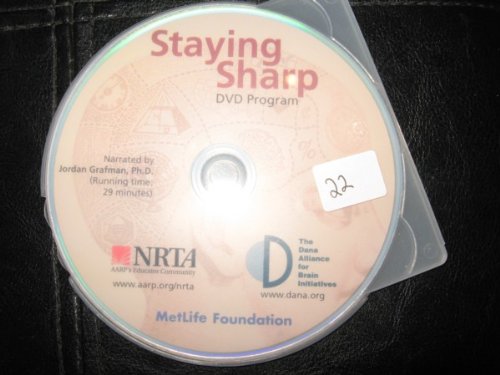 Staying
Sharp
DVD Program
Narrated by
Jordan Grafman, Ph.D.
(Running time:
29 minutes)
22
NRTA
AARP's Educator Community
www.aarp.org/nrta
The
Dana
Alliance
for
Brain
Initiatives
www.dana.org
MetLife Foundation